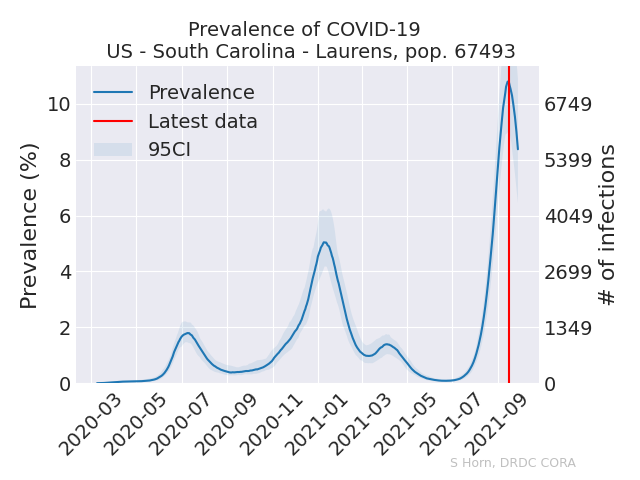 Prevalence of COVID-19
US - South Carolina - Laurens, pop. 67493
Prevalence
Latest data
95CI
Prevalence (%)
10
8
6
4
2
0
6749
5399
4049
2699
1349
0
# of infections
2020-03
2020-05
2020-07
2020-09
2020-11
2021-01
2021-03
2021-05
2021-07
2021-09
S Horn, DRDC CORA